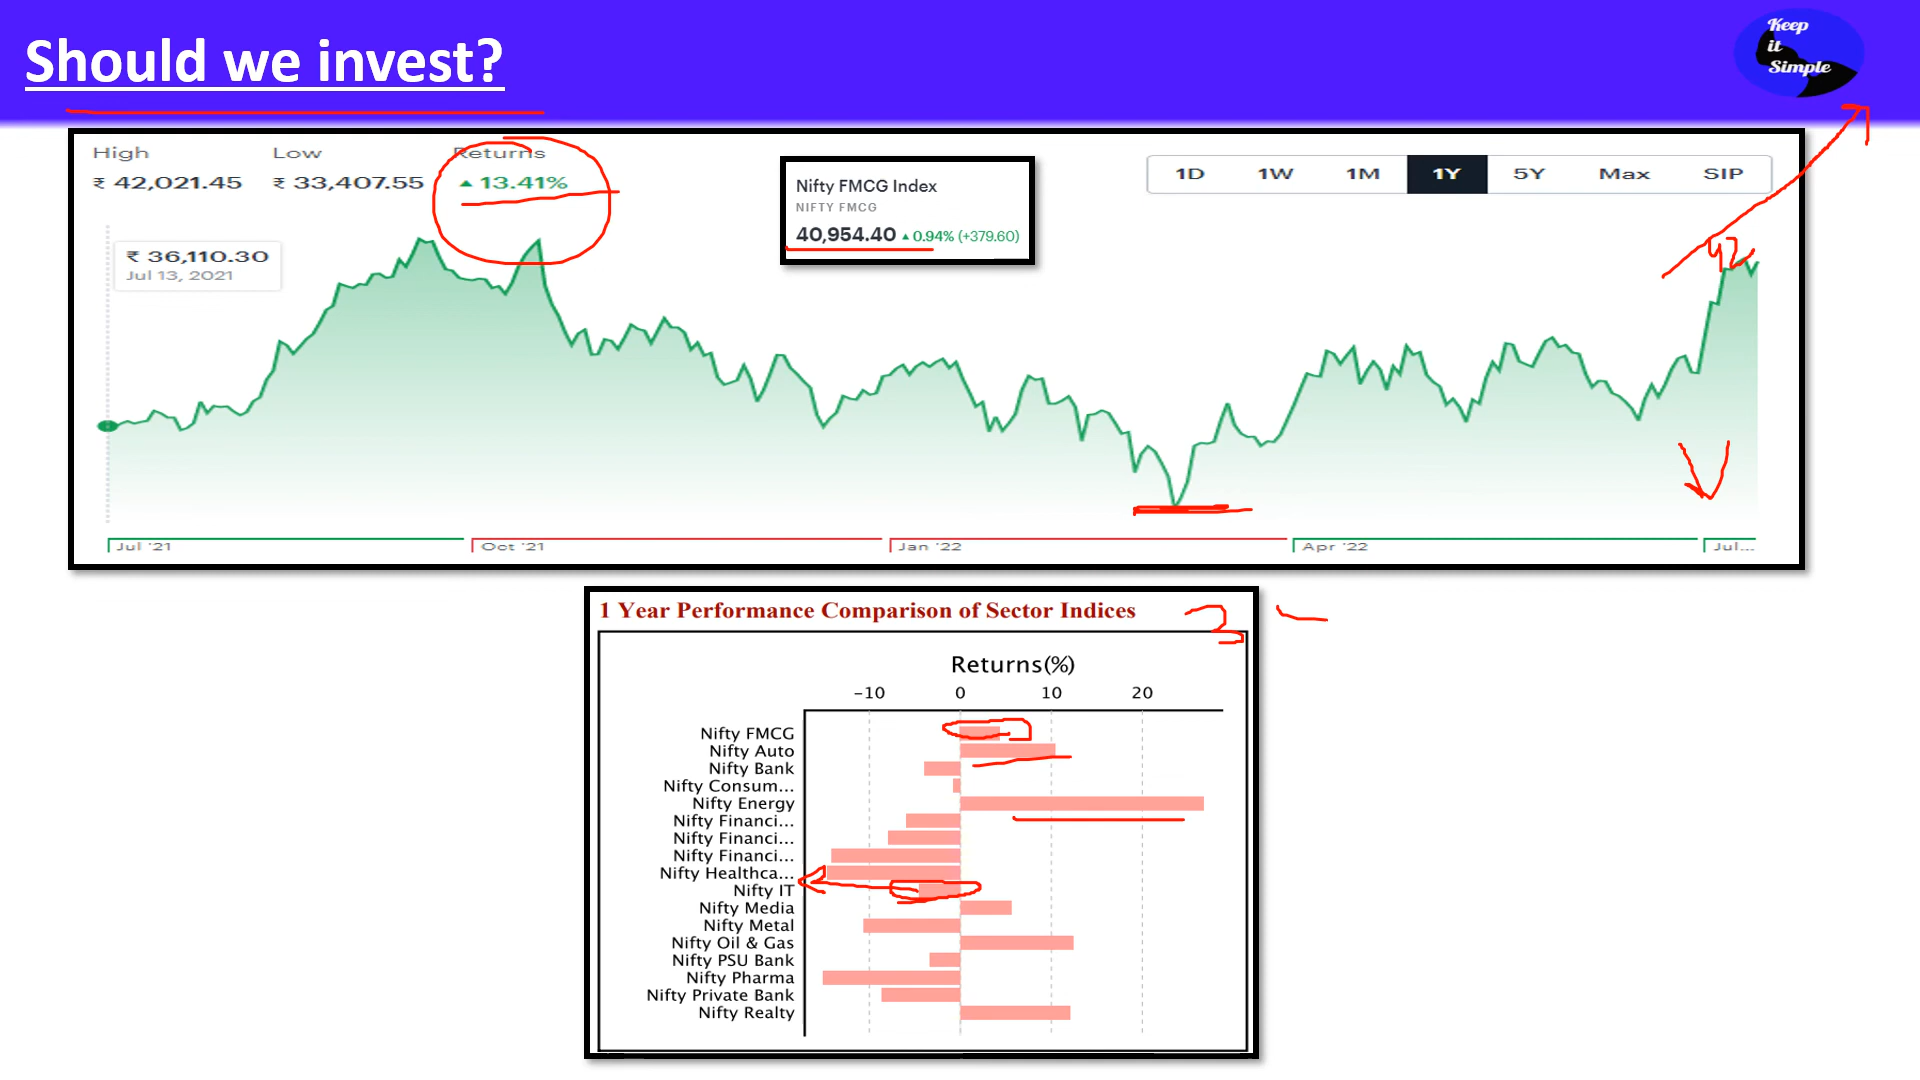 Should we invest?
Keep
it
Simple
High
Low
Returns
₹ 42,021.45
₹ 33,407.55
▲ 13.41%
Nifty FMCG Index
NIFTY FMCG
40,954.40 ▲ 0.94% (+379.60)
1D
1W
1M
1Y
5Y
Max
SIP
₹ 36,110.30
Jul 13, 2021
42
Jul '21
Oct '21
Jan '22
Apr '22
Jul...
1 Year Performance Comparison of Sector Indices
Returns(%)
-10
0
10
20
Nifty FMCG
Nifty Auto
Nifty Bank
Nifty Consum...
Nifty Energy
Nifty Financi...
Nifty Financi...
Nifty Financi...
Nifty Healthca...
Nifty IT
Nifty Media
Nifty Metal
Nifty Oil & Gas
Nifty PSU Bank
Nifty Pharma
Nifty Private Bank
Nifty Realty